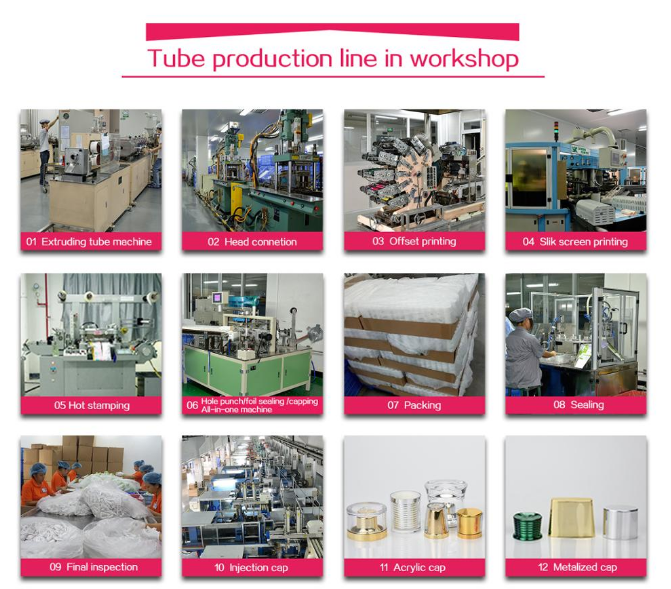 Tube production line in workshop
01 Extruding tube machine
02 Head connetion
03 Offset printing
04 Slik screen printing
05 Hot stamping
06 Hole punch/foil sealing /capping
All-in-one machine
07 Packing
08 Sealing
09 Final inspection
10 Injection cap
11 Acrylic cap
12 Metalized cap